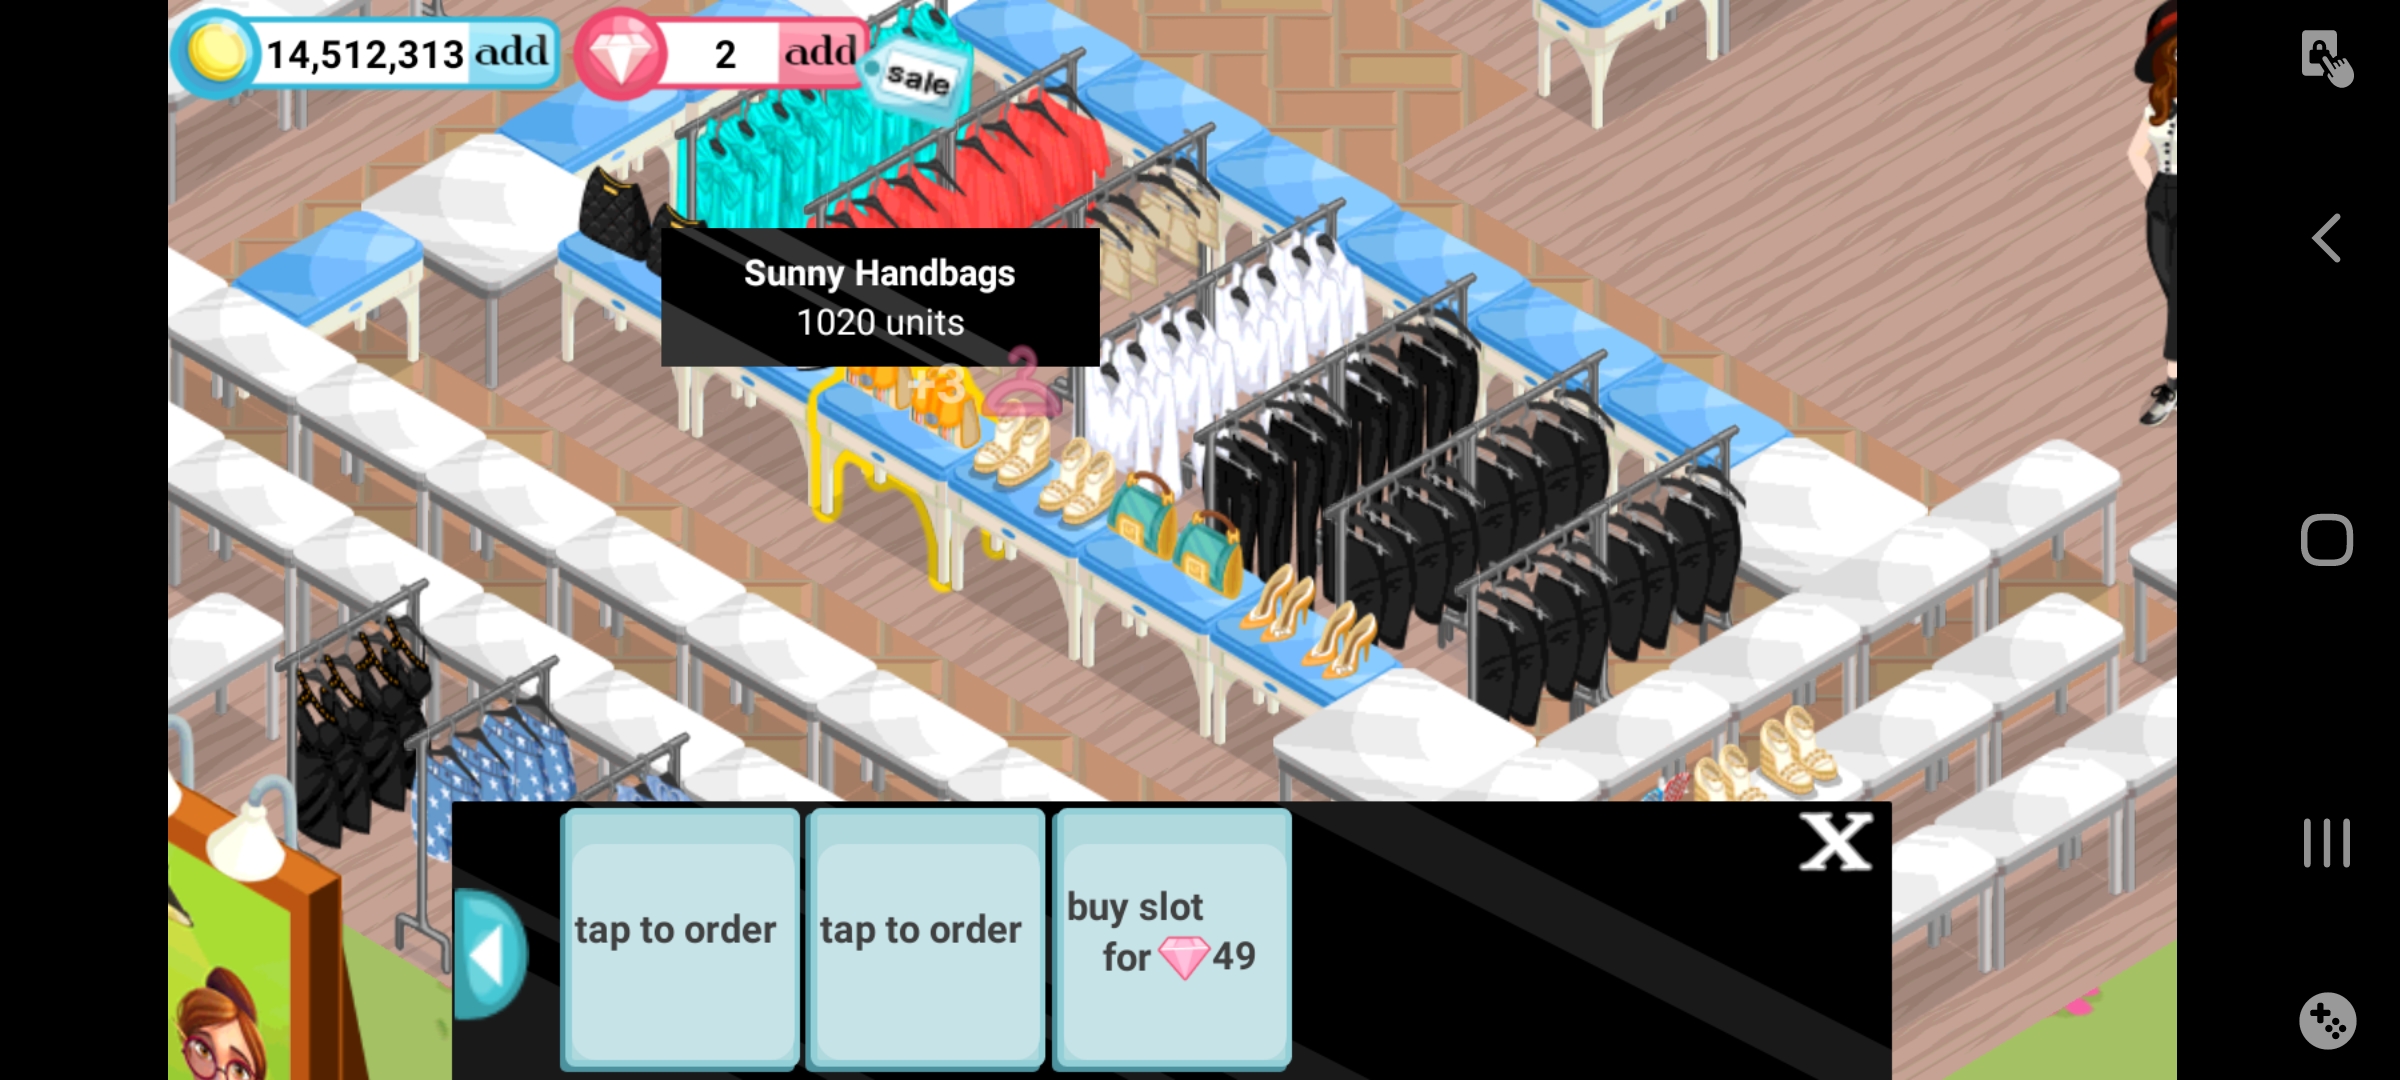 14,512,313 add
2 add
sale
Sunny Handbags
1020 units
+3
tap to order
tap to order
buy slot
for 49
X